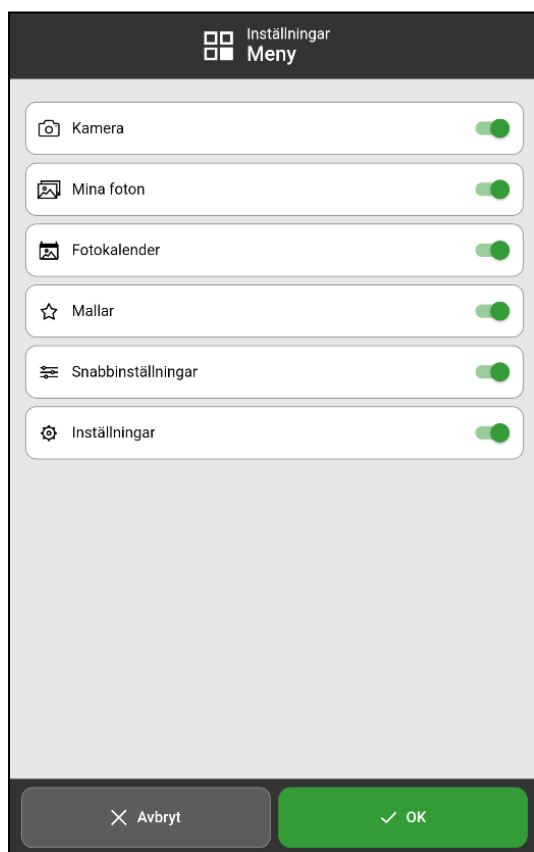 Inställningar
Meny
Kamera
Mina foton
Fotokalender
Mallar
Snabbinställningar
Inställningar
Avbryt
OK